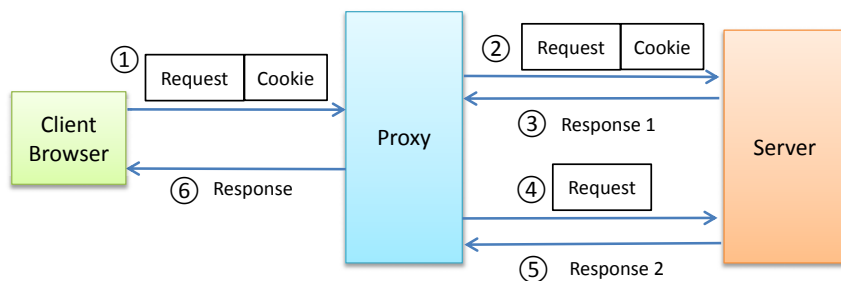 ① Request Cookie
② Request Cookie
Client
Browser
Proxy
③ Response 1
Server
⑥ Response
④ Request
⑤ Response 2